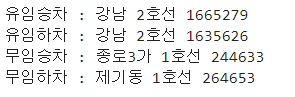 유임승차 : 강남 2호선 1665279
유임하차 : 강남 2호선 1635626
무임승차 : 종로3가 1호선 244633
무임하차 : 제기동 1호선 264653